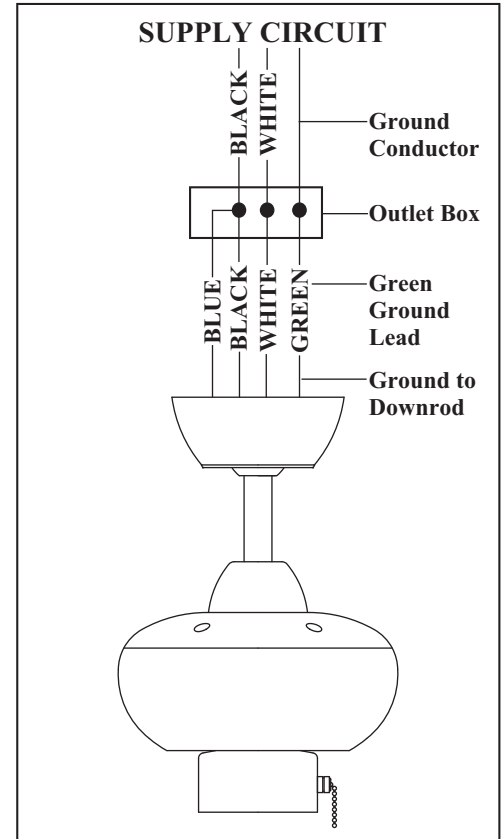 SUPPLY CIRCUIT
BLACK
WHITE
Ground
Conductor
Outlet Box
BLUE
BLACK
WHITE
GREEN
Green
Ground
Lead
Ground to
Downrod